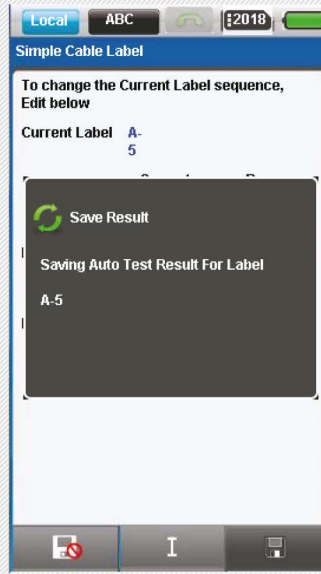 Local ABC 2018
Simple Cable Label
To change the Current Label sequence,
Edit below
Current Label A-
5
Save Result
Saving Auto Test Result For Label
A-5